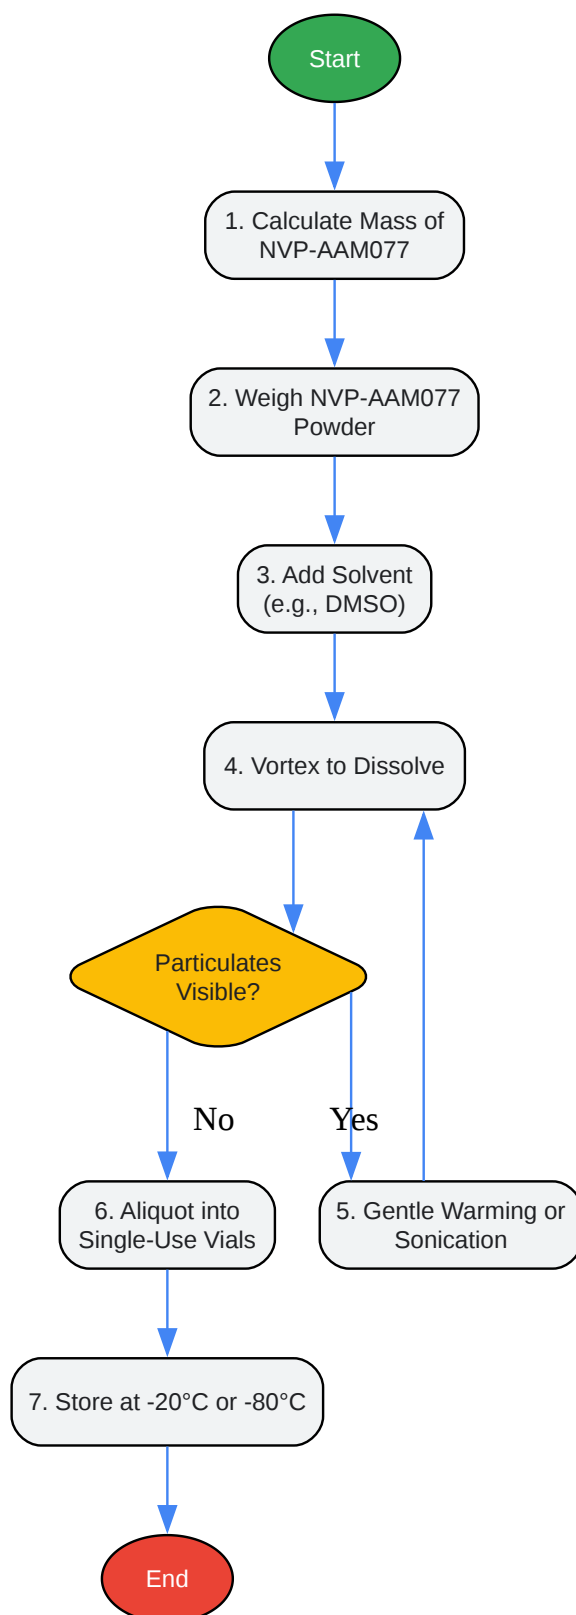 Start
1. Calculate Mass of
NVP-AAM077
2. Weigh NVP-AAM077
Powder
3. Add Solvent
(e.g., DMSO)
4. Vortex to Dissolve
Particulates
Visible?
No
Yes
6. Aliquot into
Single-Use Vials
5. Gentle Warming or
Sonication
7. Store at -20°C or -80°C
End